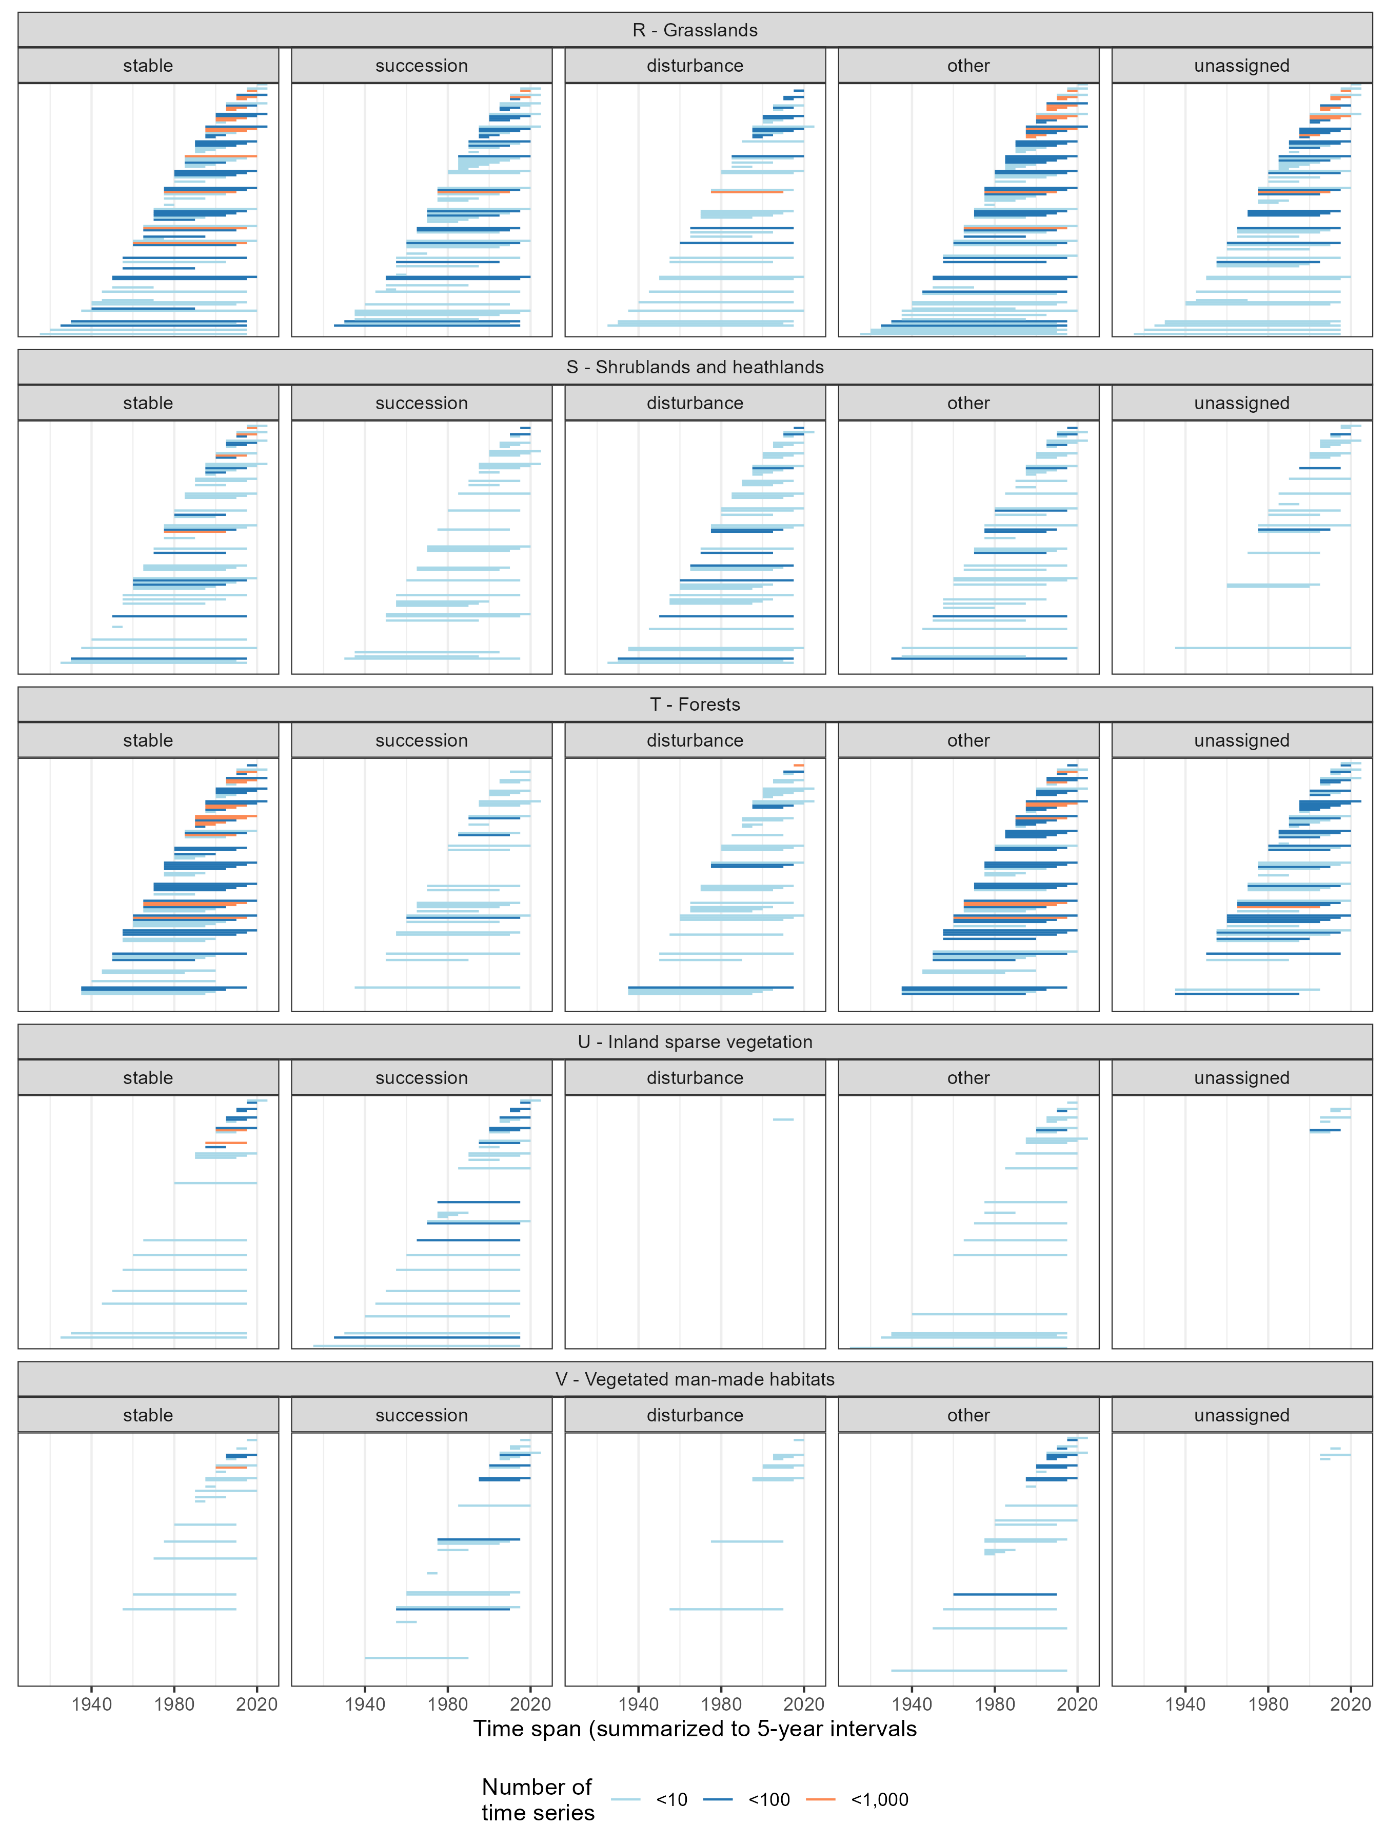 R - Grasslands
stable succession disturbance other unassigned
S - Shrublands and heathlands
stable succession disturbance other unassigned
T - Forests
stable succession disturbance other unassigned
U - Inland sparse vegetation
stable succession disturbance other unassigned
V - Vegetated man-made habitats
stable succession disturbance other unassigned
1940 1980 2020 1940 1980 2020 1940 1980 2020 1940 1980 2020 1940 1980 2020
Time span (summarized to 5-year intervals
Number of
time series <10 <100 <1,000